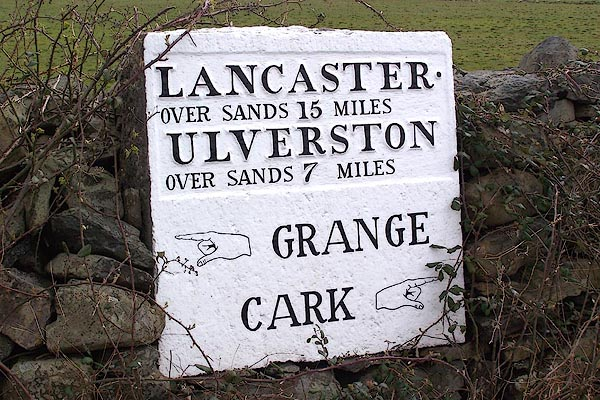 LANCASTER·
OVER SANDS 15 MILES
ULVERSTON
OVER SANDS 7 MILES
GRANGE
CARK